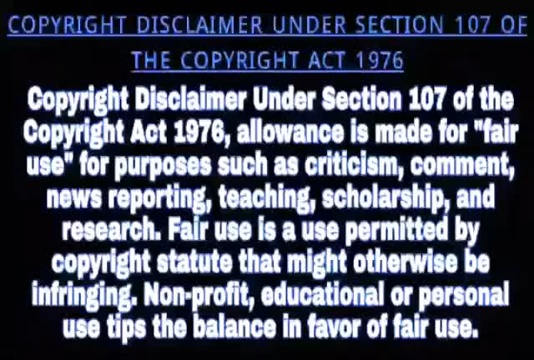 COPYRIGHT DISCLAIMER UNDER SECTION 107 OF
THE COPYRIGHT ACT 1976
Copyright Disclaimer Under Section 107 of the
Copyright Act 1976, allowance is made for "fair
use" for purposes such as criticism, comment,
news reporting, teaching, scholarship, and
research. Fair use is a use permitted by
copyright statute that might otherwise be
infringing. Non-profit, educational or personal
use tips the balance in favor of fair use.